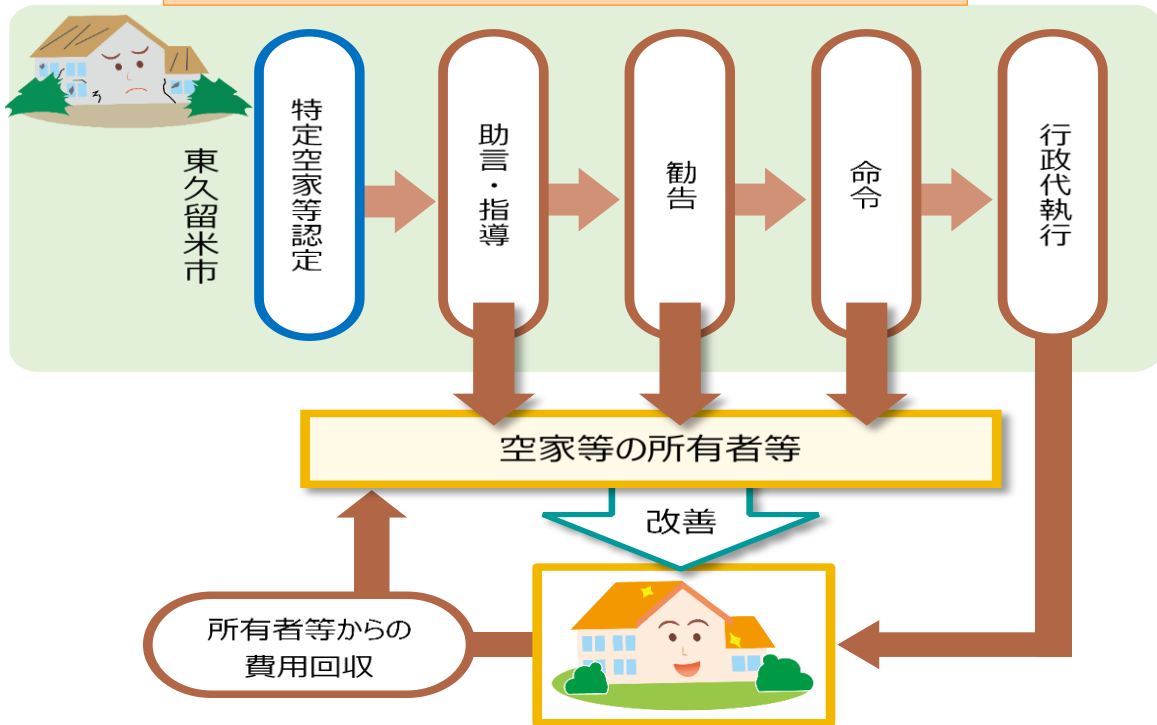 東久留米市
特定空家等認定
助言・指導
勧告
命令
行政代執行
空家等の所有者等
改善
所有者等からの
費用回収